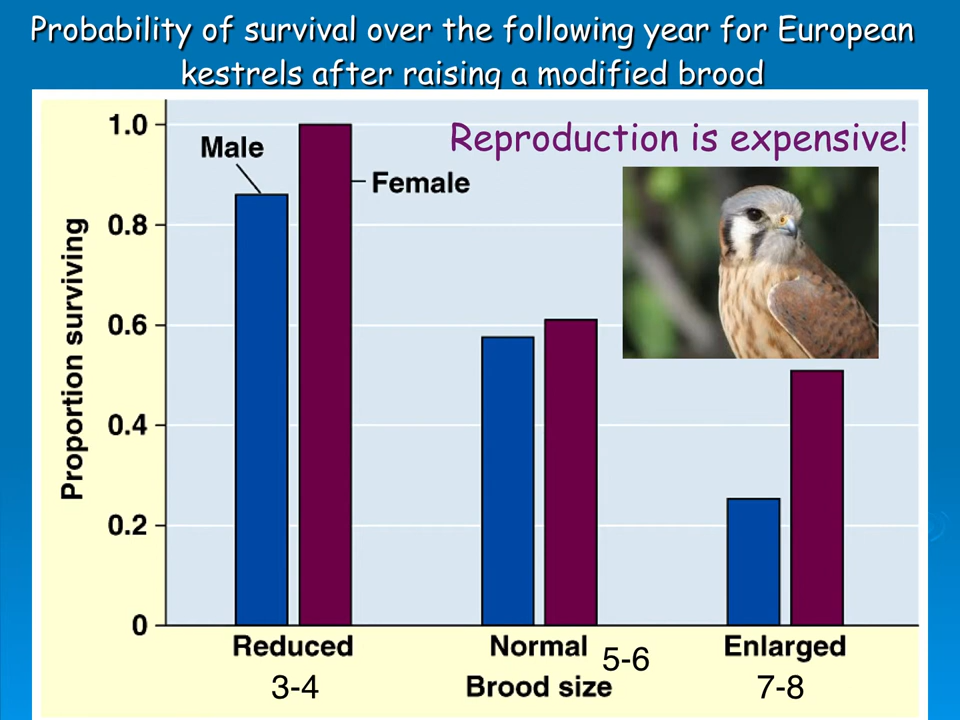 Probability of survival over the following year for European
kestrels after raising a modified brood
Reproduction is expensive!
Male
Female
Proportion surviving
1.0
0.8
0.6
0.4
0.2
0
Reduced
Normal
Enlarged
3-4
5-6
7-8
Brood size